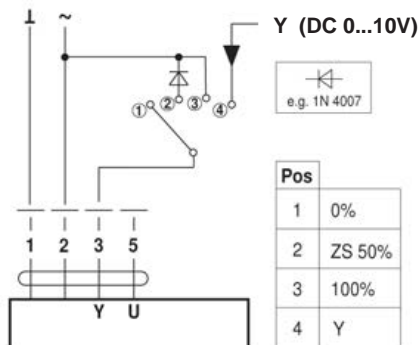 ⊥ ~
Y (DC 0...10V)
① ② ③ ④
e.g. 1N 4007
1 2 3 5
Y U
Pos
1 0%
2 ZS 50%
3 100%
4 Y